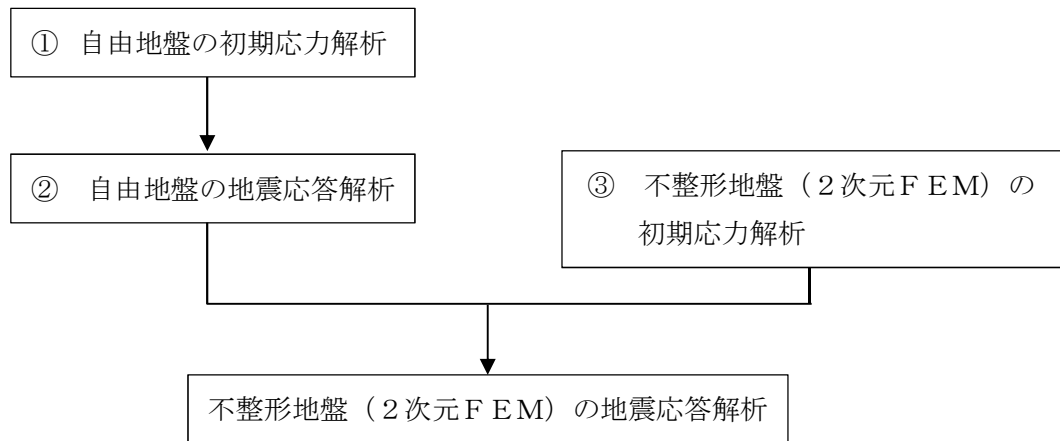 ① 自由地盤の初期応力解析
② 自由地盤の地震応答解析
③ 不整形地盤（２次元ＦＥＭ）の
初期応力解析
不整形地盤（２次元ＦＥＭ）の地震応答解析